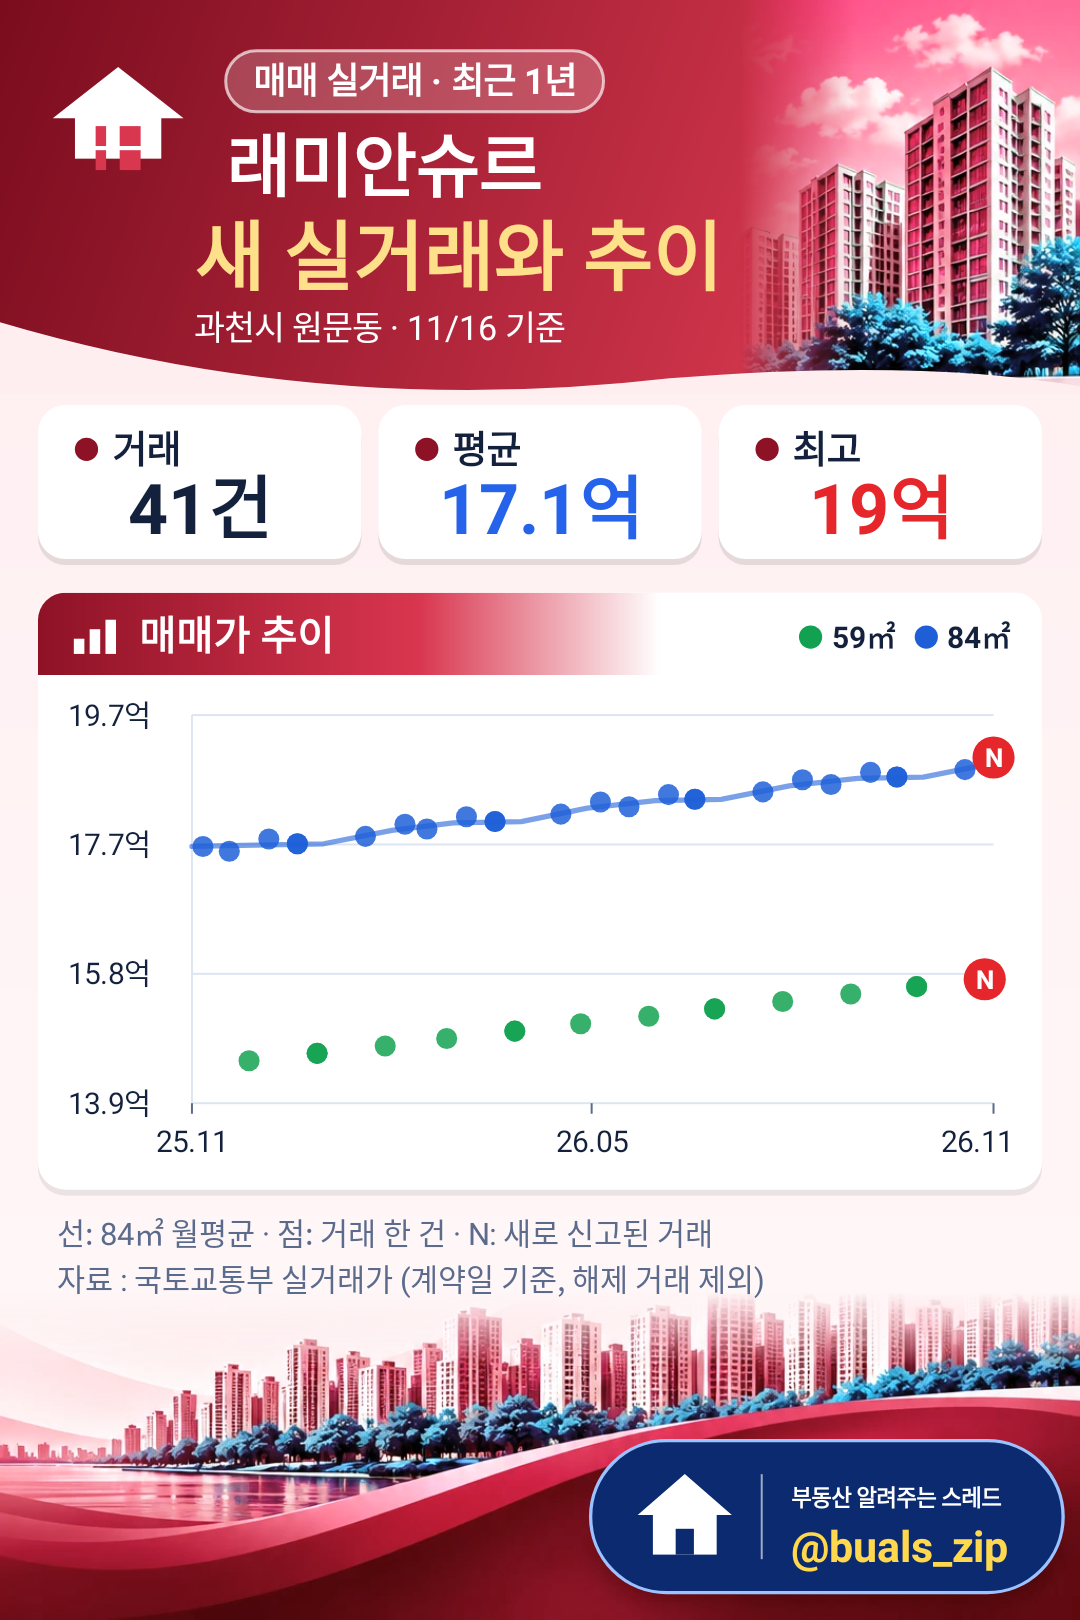 매매 실거래 · 최근 1년
래미안슈르
새 실거래와 추이
과천시 원문동 · 11/16 기준
거래
41건
평균
17.1억
최고
19억
매매가 추이
59㎡
84㎡
19.7억
17.7억
15.8억
13.9억
N
N
25.11
26.05
26.11
선: 84㎡ 월평균 · 점: 거래 한 건 · N: 새로 신고된 거래
자료 : 국토교통부 실거래가 (계약일 기준, 해제 거래 제외)
부동산 알려주는 스레드
@buals_zip